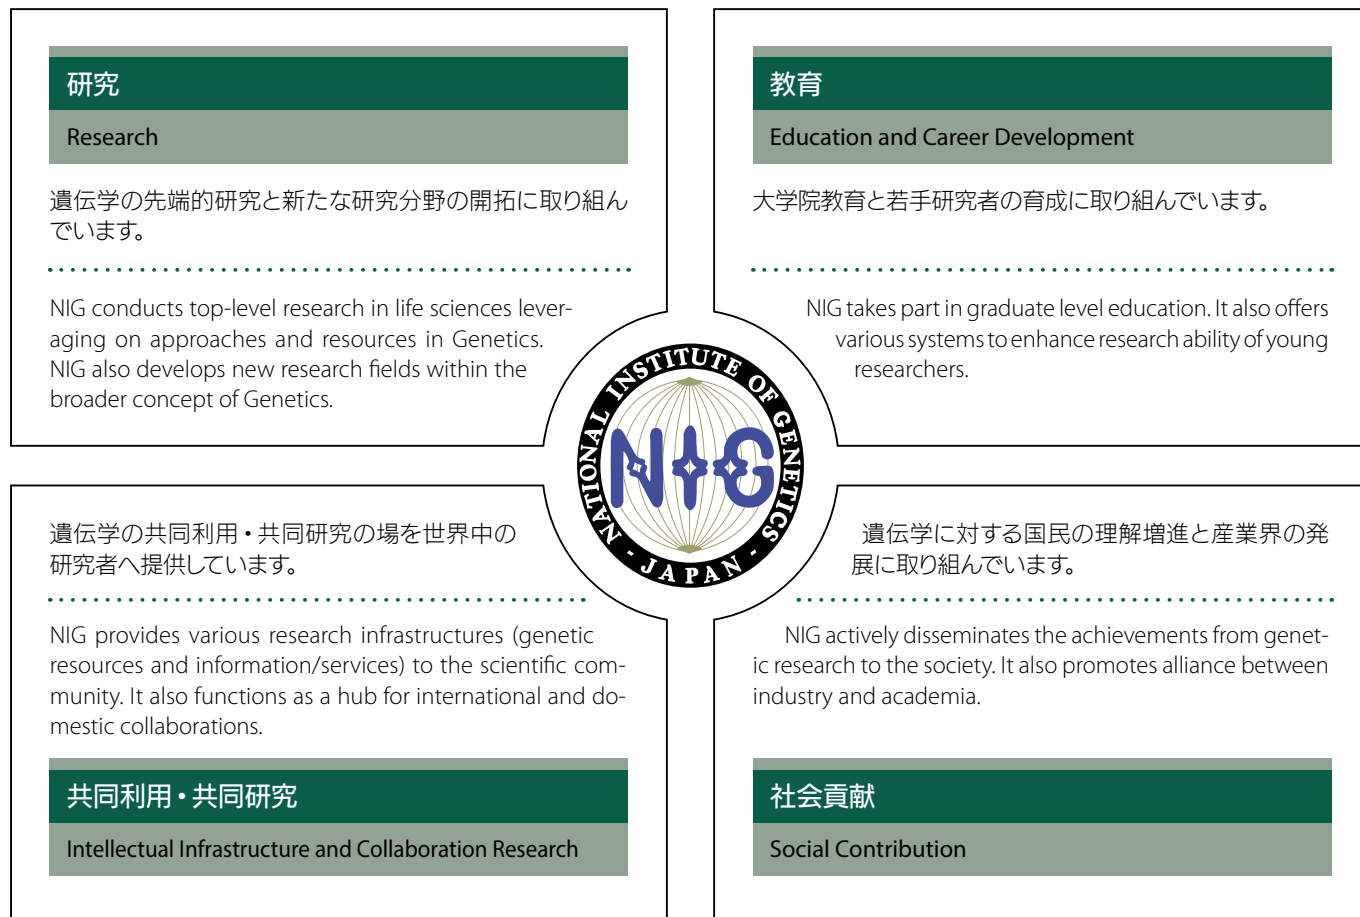 研究
Research
遺伝学の先端的研究と新たな研究分野の開拓に取り組ん
でいます。
NIG conducts top-level research in life sciences lever-
aging on approaches and resources in Genetics.
NIG also develops new research fields within the
broader concept of Genetics.
教育
Education and Career Development
大学院教育と若手研究者の育成に取り組んでいます。
NIG takes part in graduate level education. It also offers
various systems to enhance research ability of young
researchers.
NATIONAL INSTITUTE OF GENETICS
NIG
- JAPAN -
遺伝学の共同利用・共同研究の場を世界中の
研究者へ提供しています。
NIG provides various research infrastructures (genetic
resources and information/services) to the scientific com-
munity. It also functions as a hub for international and do-
mestic collaborations.
共同利用・共同研究
Intellectual Infrastructure and Collaboration Research
遺伝学に対する国民の理解増進と産業界の発
展に取り組んでいます。
NIG actively disseminates the achievements from genet-
ic research to the society. It also promotes alliance between
industry and academia.
社会貢献
Social Contribution